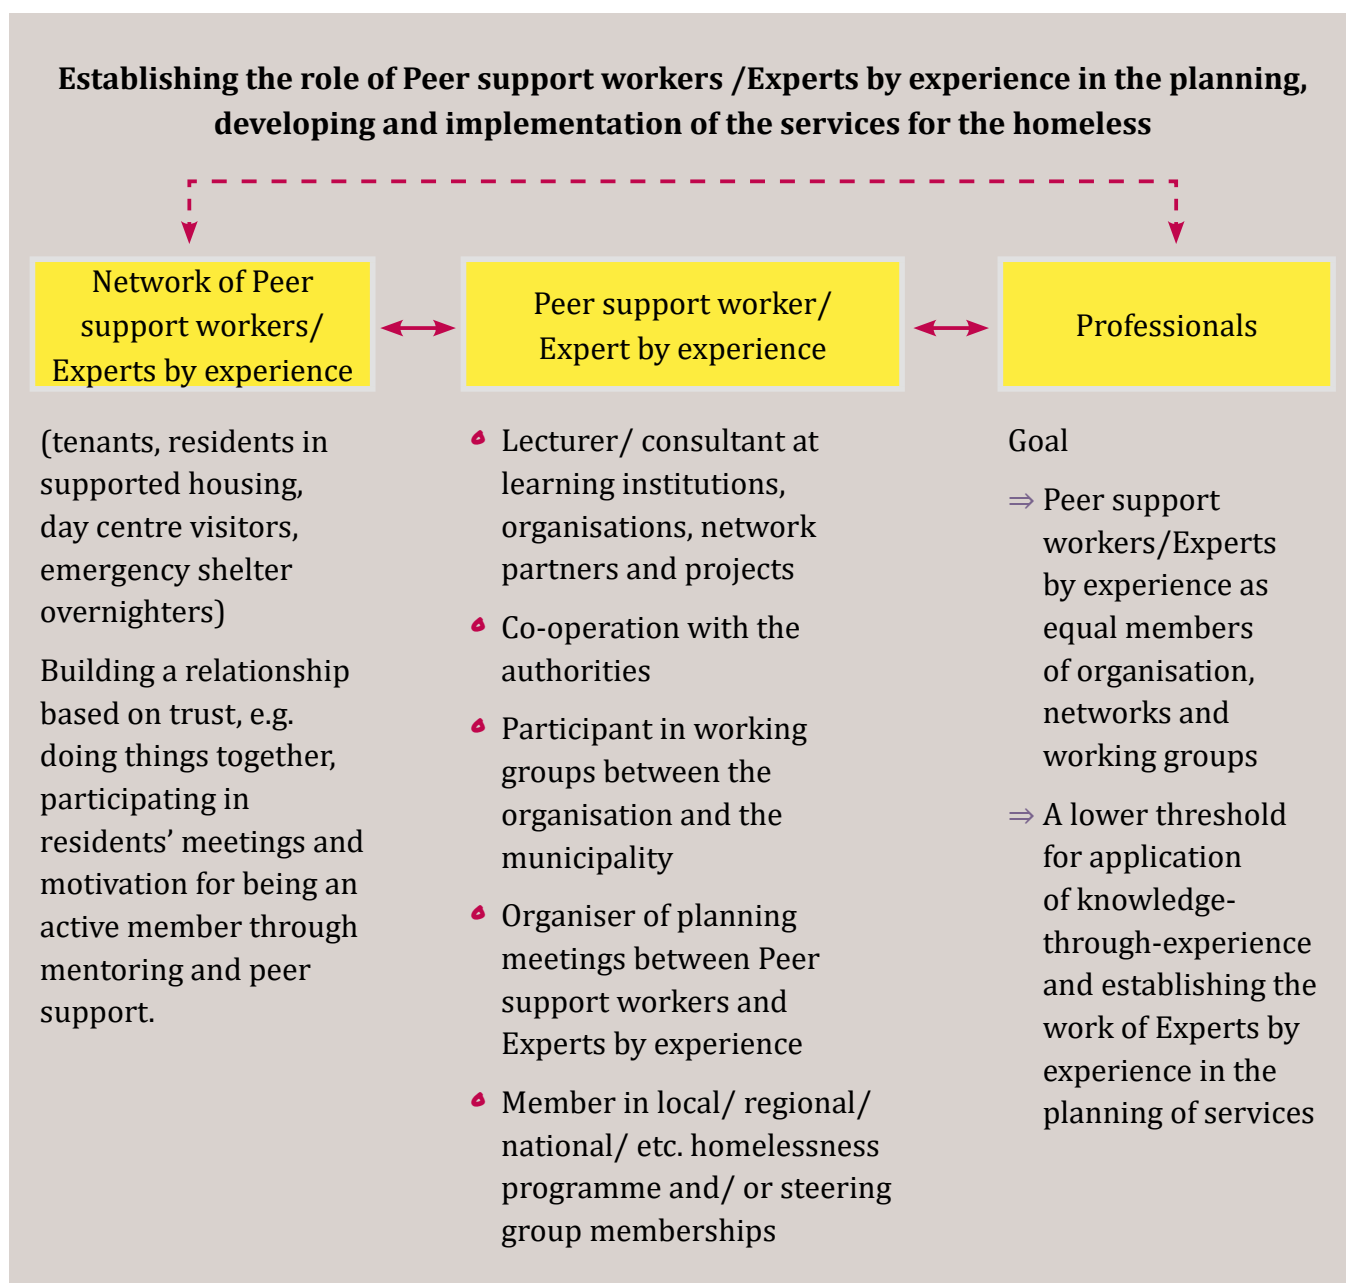 Establishing the role of Peer support workers /Experts by experience in the planning,
developing and implementation of the services for the homeless
Network of Peer
support workers/
Experts by experience
(tenants, residents in
supported housing,
day centre visitors,
emergency shelter
overnighters)
Building a relationship
based on trust, e.g.
doing things together,
participating in
residents’ meetings and
motivation for being an
active member through
mentoring and peer
support.
Peer support worker/
Expert by experience
Lecturer/ consultant at
learning institutions,
organisations, network
partners and projects
Co-operation with the
authorities
Participant in working
groups between the
organisation and the
municipality
Organiser of planning
meetings between Peer
support workers and
Experts by experience
Member in local/ regional/
national/ etc. homelessness
programme and/ or steering
group memberships
Professionals
Goal
⇒ Peer support
workers/Experts
by experience as
equal members
of organisation,
networks and
working groups
⇒ A lower threshold
for application
of knowledge-
through-experience
and establishing the
work of Experts by
experience in the
planning of services